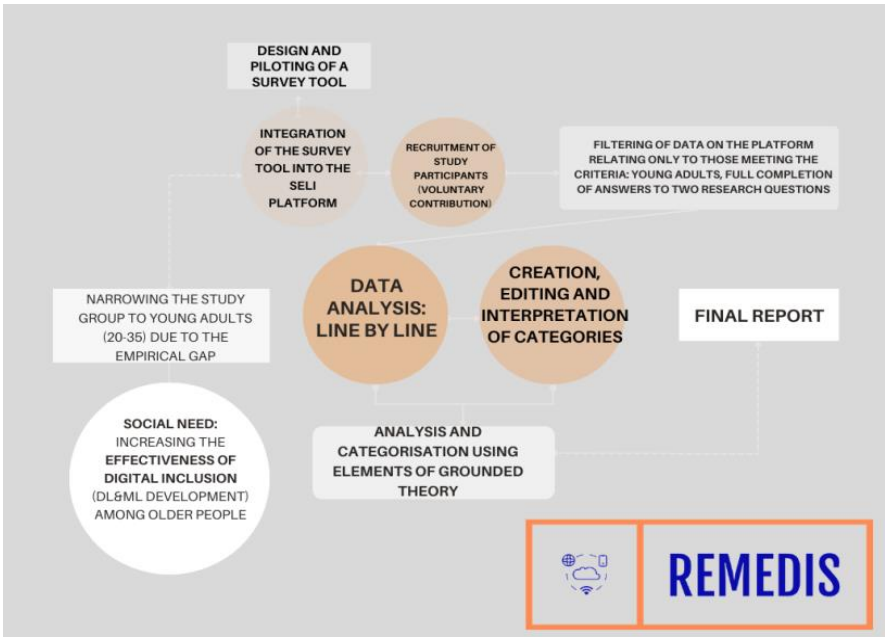 DESIGN AND
PILOTING OF A
SURVEY TOOL
INTEGRATION
OF THE SURVEY
TOOL INTO THE
SELI
PLATFORM
RECRUITMENT OF
STUDY
PARTICIPANTS
(VOLUNTARY
CONTRIBUTION)
FILTERING OF DATA ON THE PLATFORM
RELATING ONLY TO THOSE MEETING THE
CRITERIA: YOUNG ADULTS, FULL COMPLETION
OF ANSWERS TO TWO RESEARCH QUESTIONS
NARROWING THE STUDY
GROUP TO YOUNG ADULTS
(20-35) DUE TO THE
EMPIRICAL GAP
DATA
ANALYSIS:
LINE BY LINE
CREATION,
EDITING AND
INTERPRETATION
OF CATEGORIES
FINAL REPORT
SOCIAL NEED:
INCREASING THE
EFFECTIVENESS OF
DIGITAL INCLUSION
(DL&ML DEVELOPMENT)
AMONG OLDER PEOPLE
ANALYSIS AND
CATEGORISATION USING
ELEMENTS OF GROUNDED
THEORY
REMEDIS